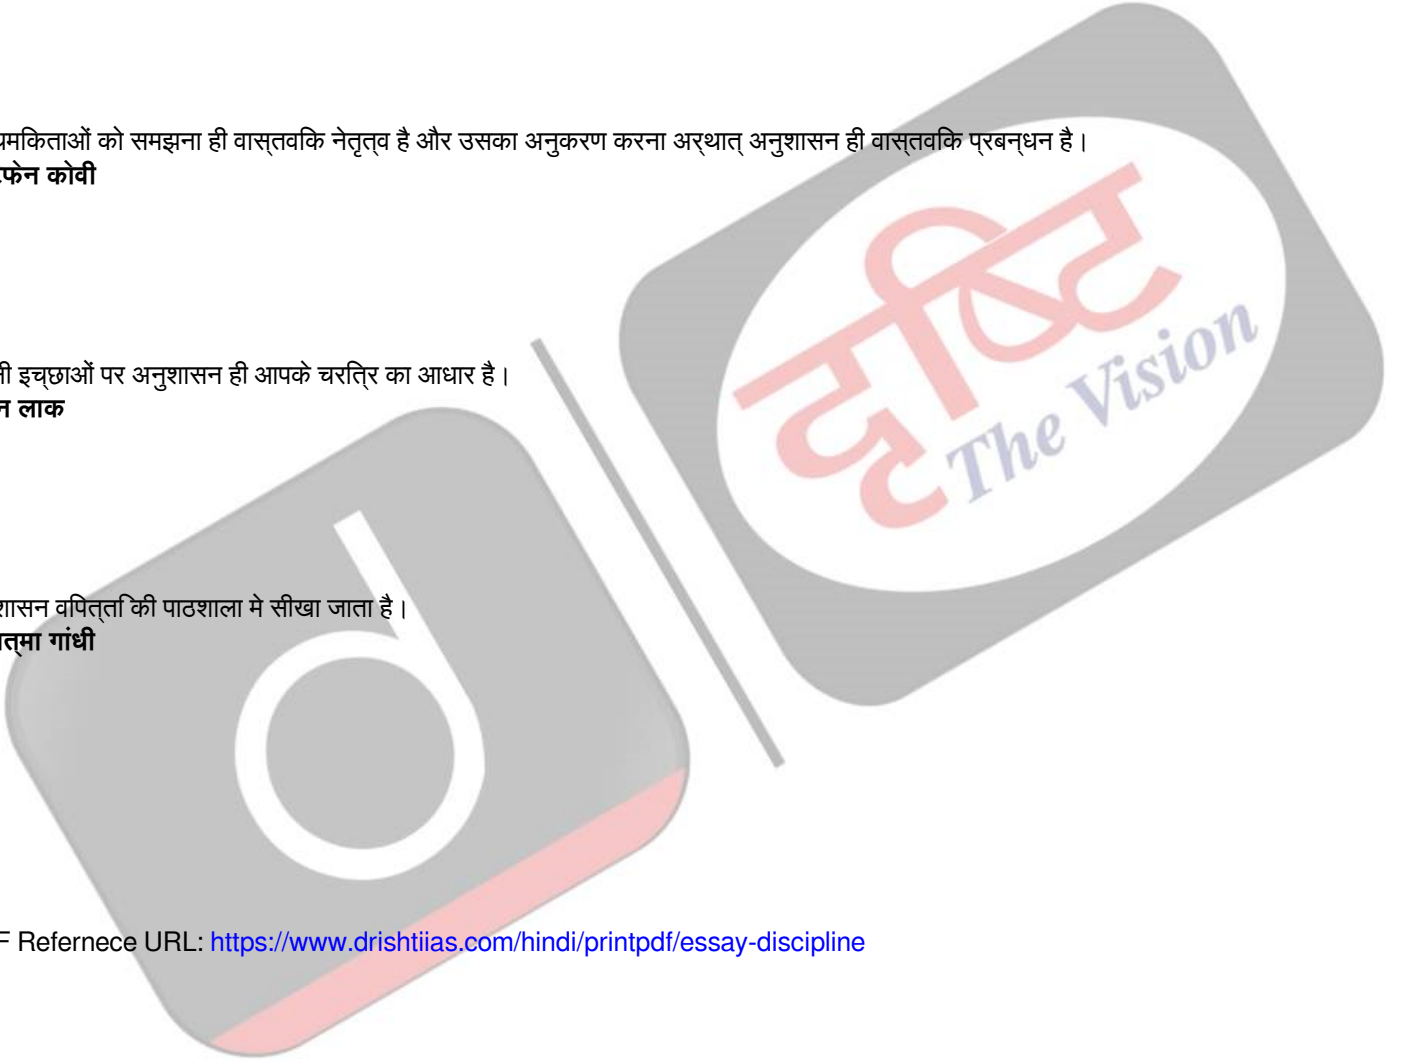 यमकिताओं को समझना ही वास्तवकि नेतृत्व है और उसका अनुकरण करना अर्थात् अनुशासन ही वास्तवकि प्रबन्धन है।
फेन कोवी
नी इच्छाओं पर अनुशासन ही आपके चरत्रि का आधार है।
न लाक
शासन वपित्तिकी पाठशाला मे सीखा जाता है।
त्मा गांधी
F Refernece URL: https://www.drishtiias.com/hindi/printpdf/essay-discipline
दृष्टि
The Vision
d